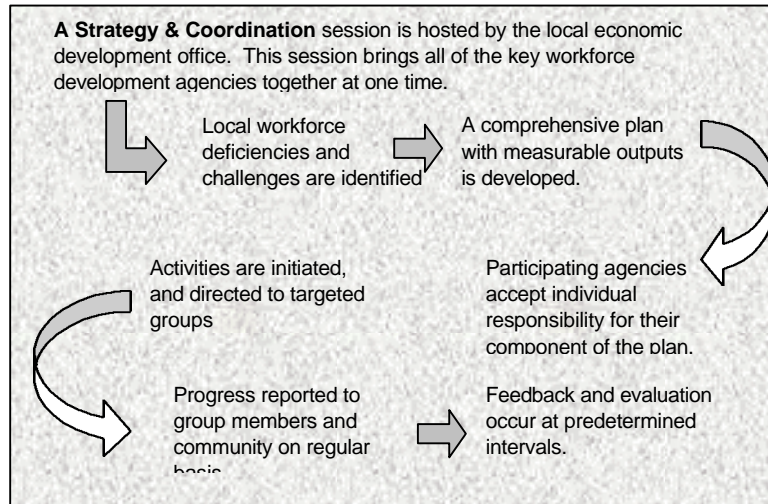 A Strategy & Coordination session is hosted by the local economic
development office. This session brings all of the key workforce
development agencies together at one time.
Local workforce
deficiencies and
challenges are identified
A comprehensive plan
with measurable outputs
is developed.
Participating agencies
accept individual
responsibility for their
component of the plan.
Activities are initiated,
and directed to targeted
groups
Progress reported to
group members and
community on regular
basis
Feedback and evaluation
occur at predetermined
intervals.